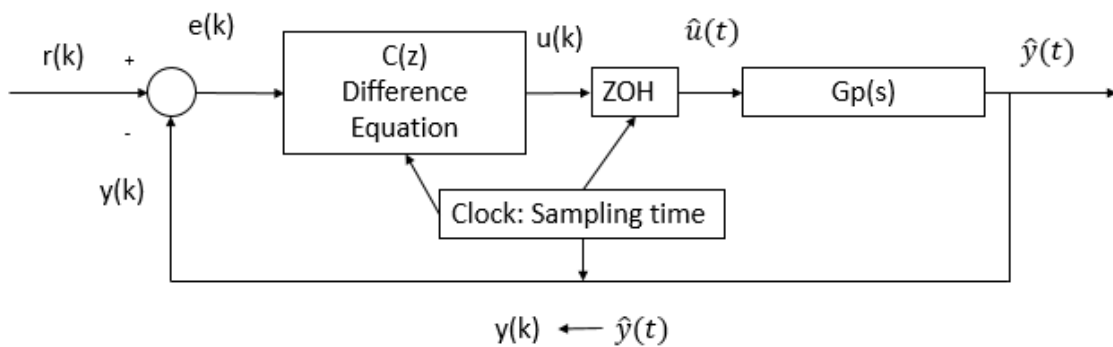 r(k)
+
-
e(k)
C(z)
Difference
Equation
u(k)
ZOH
û(t)
Gp(s)
ŷ(t)
y(k)
Clock: Sampling time
y(k) ← ŷ(t)